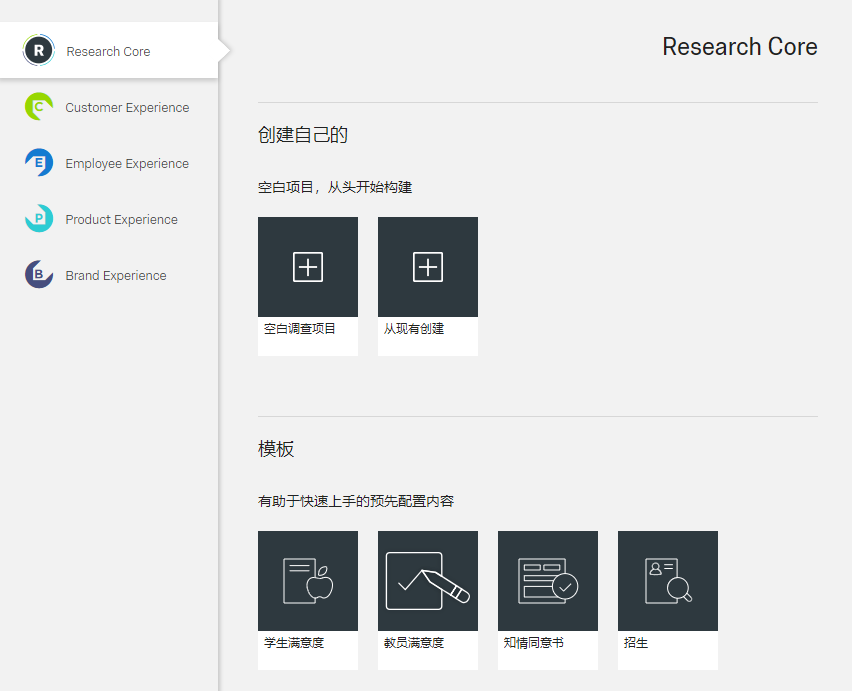 R Research Core
C Customer Experience
E Employee Experience
P Product Experience
B Brand Experience
Research Core
创建自己的
空白项目，从头开始构建
空白调查项目
从现有创建
模板
有助于快速上手的预先配置内容
学生满意度
教员满意度
知情同意书
招生